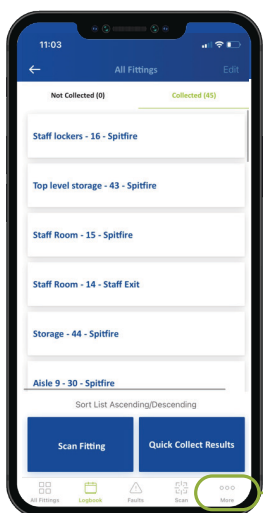 11:03
All Fittings Edit
Not Collected (0) Collected (45)
Staff lockers - 16 - Spitfire
Top level storage - 43 - Spitfire
Staff Room - 15 - Spitfire
Staff Room - 14 - Staff Exit
Storage - 44 - Spitfire
Aisle 9 - 30 - Spitfire
Sort List Ascending/Descending
Scan Fitting Quick Collect Results
All Fittings Logbook Faults Scan More